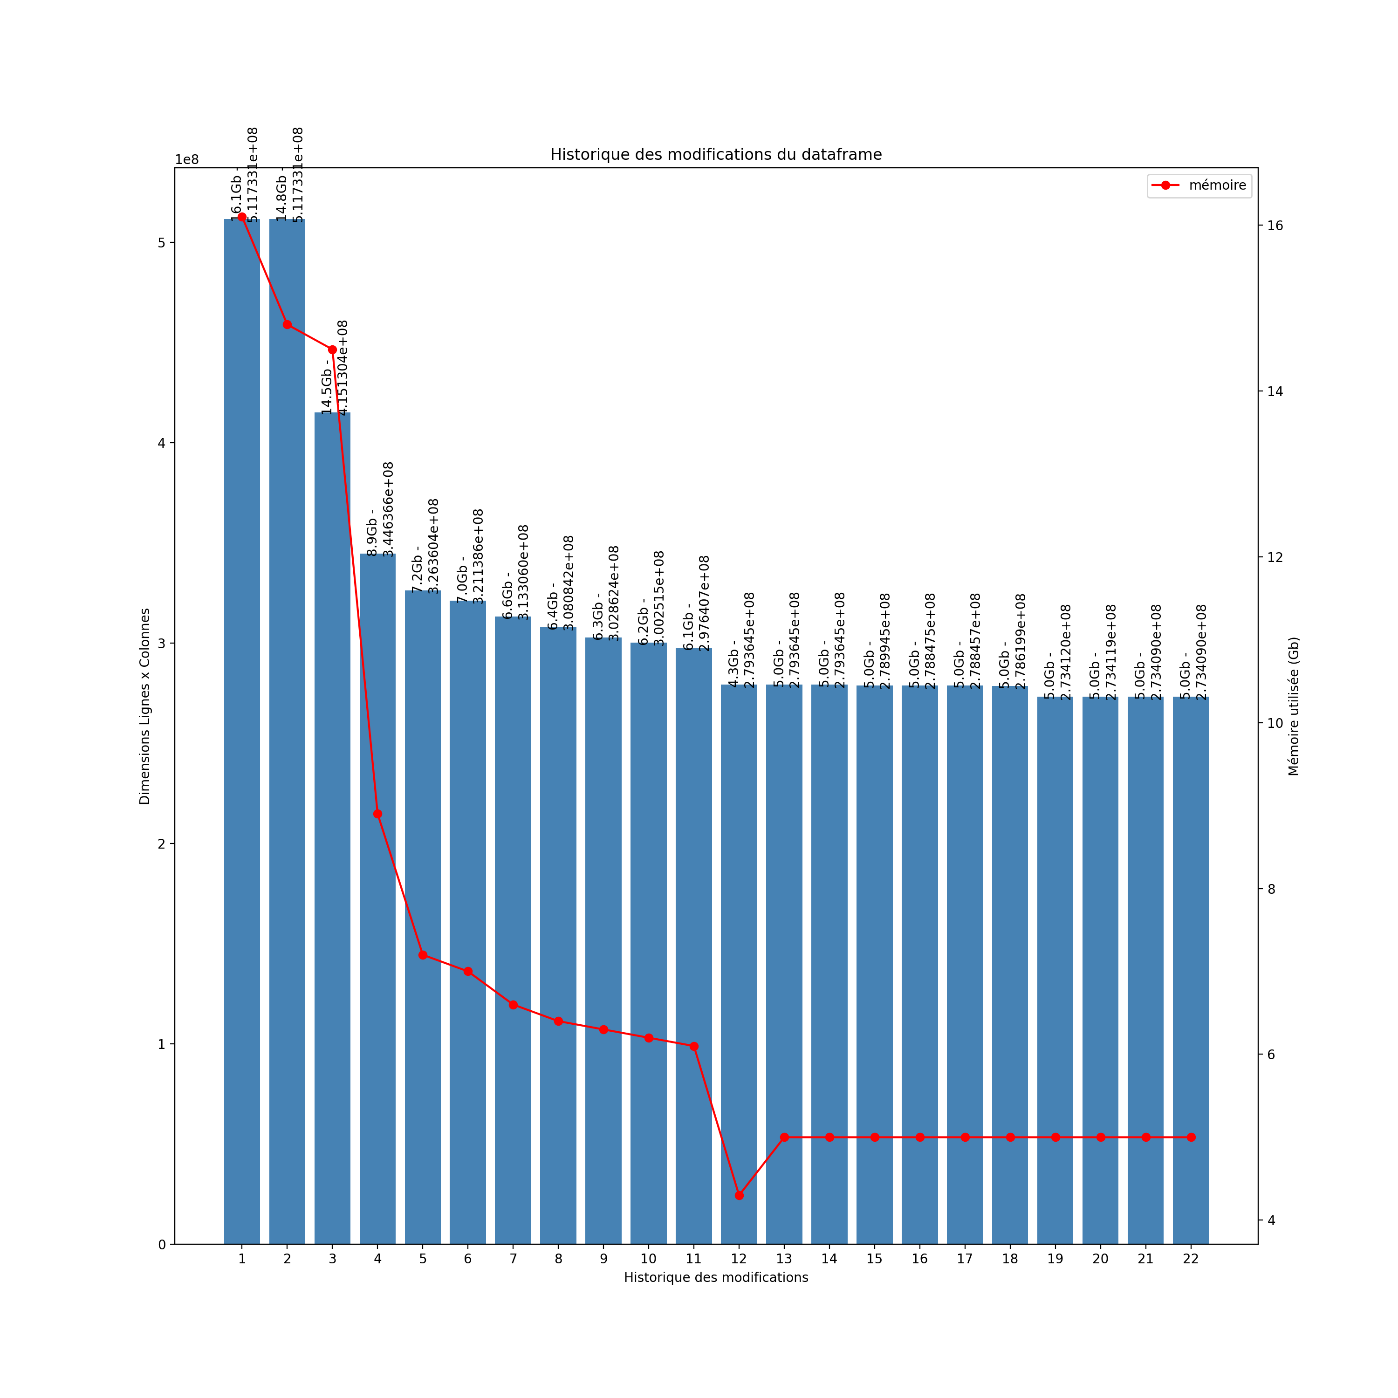 Historique des modifications du dataframe
1e8
mémoire
16.1Gb -
5.117331e+08
14.8Gb -
5.117331e+08
14.5Gb -
4.151304e+08
8.9Gb -
3.446366e+08
7.2Gb -
3.263604e+08
7.0Gb -
3.211386e+08
6.6Gb -
3.133060e+08
6.4Gb -
3.080842e+08
6.3Gb -
3.028624e+08
6.2Gb -
3.002515e+08
6.1Gb -
2.976407e+08
4.3Gb -
2.793645e+08
5.0Gb -
2.793645e+08
5.0Gb -
2.793645e+08
5.0Gb -
2.789945e+08
5.0Gb -
2.788475e+08
5.0Gb -
2.788457e+08
5.0Gb -
2.786199e+08
5.0Gb -
2.734120e+08
5.0Gb -
2.734119e+08
5.0Gb -
2.734090e+08
5.0Gb -
2.734090e+08
5
4
3
2
1
0
Dimensions Lignes x Colonnes
16
14
12
10
8
6
4
Mémoire utilisée (Gb)
1 2 3 4 5 6 7 8 9 10 11 12 13 14 15 16 17 18 19 20 21 22
Historique des modifications